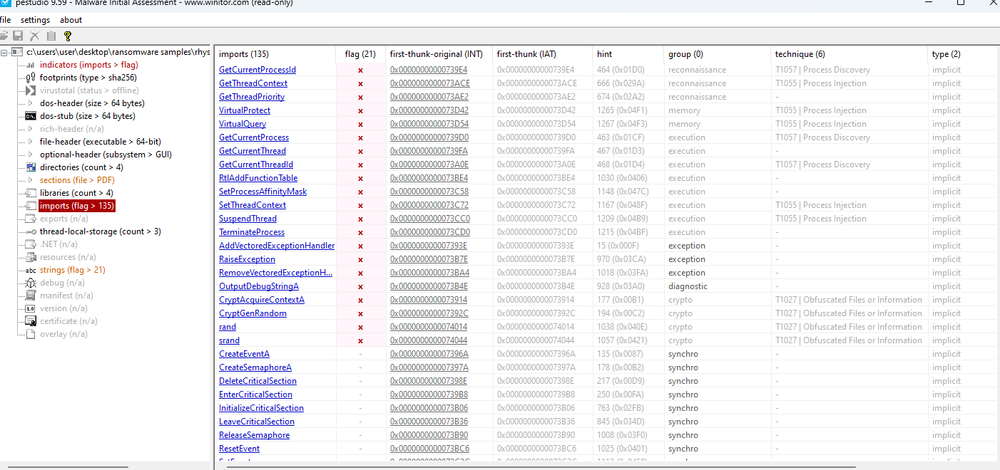 pestudio 9.59 - Malware Initial Assessment - www.winitor.com (read-only)
file settings about
c:\users\user\desktop\ransomware samples\rhys
indicators (imports > flag)
footprints (type > sha256)
virustotal (status > offline)
dos-header (size > 64 bytes)
dos-stub (size > 64 bytes)
rich-header (n/a)
file-header (executable > 64-bit)
optional-header (subsystem > GUI)
directories (count > 4)
sections (file > PDF)
libraries (count > 4)
imports (flag > 135)
exports (n/a)
thread-local-storage (count > 3)
.NET (n/a)
resources (n/a)
abc strings (flag > 21)
debug (n/a)
manifest (n/a)
1.0 version (n/a)
certificate (n/a)
overlay (n/a)
imports (135) flag (21) first-thunk-original (INT) first-thunk (IAT) hint group (0) technique (6) type (2)
GetCurrentProcessId x 0x00000000000739E4 0x00000000000739E4 464 (0x01D0) reconnaissance T1057 | Process Discovery implicit
GetThreadContext x 0x0000000000073ACE 0x0000000000073ACE 666 (0x029A) reconnaissance T1055 | Process Injection implicit
GetThreadPriority x 0x0000000000073AE2 0x0000000000073AE2 674 (0x02A2) reconnaissance - implicit
VirtualProtect x 0x0000000000073D42 0x0000000000073D42 1265 (0x04F1) memory T1055 | Process Injection implicit
VirtualQuery x 0x0000000000073D54 0x0000000000073D54 1267 (0x04F3) memory T1055 | Process Injection implicit
GetCurrentProcess x 0x00000000000739D0 0x00000000000739D0 463 (0x01CF) execution T1057 | Process Discovery implicit
GetCurrentThread x 0x00000000000739FA 0x00000000000739FA 467 (0x01D3) execution - implicit
GetCurrentThreadId x 0x0000000000073A0E 0x0000000000073A0E 468 (0x01D4) execution T1057 | Process Discovery implicit
RtlAddFunctionTable x 0x0000000000073BE4 0x0000000000073BE4 1030 (0x0406) execution - implicit
SetProcessAffinityMask x 0x0000000000073C58 0x0000000000073C58 1148 (0x047C) execution - implicit
SetThreadContext x 0x0000000000073C72 0x0000000000073C72 1167 (0x048F) execution T1055 | Process Injection implicit
SuspendThread x 0x0000000000073CC0 0x0000000000073CC0 1209 (0x04B9) execution T1055 | Process Injection implicit
TerminateProcess x 0x0000000000073CD0 0x0000000000073CD0 1215 (0x04BF) execution - implicit
AddVectoredExceptionHandler x 0x000000000007393E 0x000000000007393E 15 (0x000F) exception - implicit
RaiseException x 0x0000000000073B7E 0x0000000000073B7E 970 (0x03CA) exception - implicit
RemoveVectoredExceptionH... x 0x0000000000073BA4 0x0000000000073BA4 1018 (0x03FA) exception - implicit
OutputDebugStringA x 0x0000000000073B4E 0x0000000000073B4E 928 (0x03A0) diagnostic - implicit
CryptAcquireContextA x 0x0000000000073914 0x0000000000073914 177 (0x00B1) crypto T1027 | Obfuscated Files or Information implicit
CryptGenRandom x 0x000000000007392C 0x000000000007392C 194 (0x00C2) crypto T1027 | Obfuscated Files or Information implicit
rand x 0x0000000000074014 0x0000000000074014 1038 (0x040E) crypto T1027 | Obfuscated Files or Information implicit
srand x 0x0000000000074044 0x0000000000074044 1057 (0x0421) crypto T1027 | Obfuscated Files or Information implicit
CreateEventA - 0x000000000007396A 0x000000000007396A 135 (0x0087) synchro - implicit
CreateSemaphoreA - 0x000000000007397A 0x000000000007397A 178 (0x00B2) synchro - implicit
DeleteCriticalSection - 0x000000000007398E 0x000000000007398E 217 (0x00D9) synchro - implicit
EnterCriticalSection - 0x00000000000739B8 0x00000000000739B8 250 (0x00FA) synchro - implicit
InitializeCriticalSection - 0x0000000000073B06 0x0000000000073B06 763 (0x02FB) synchro - implicit
LeaveCriticalSection - 0x0000000000073B36 0x0000000000073B36 845 (0x034D) synchro - implicit
ReleaseSemaphore - 0x0000000000073B90 0x0000000000073B90 1008 (0x03F0) synchro - implicit
ResetEvent - 0x0000000000073BC6 0x0000000000073BC6 1025 (0x0401) synchro - implicit